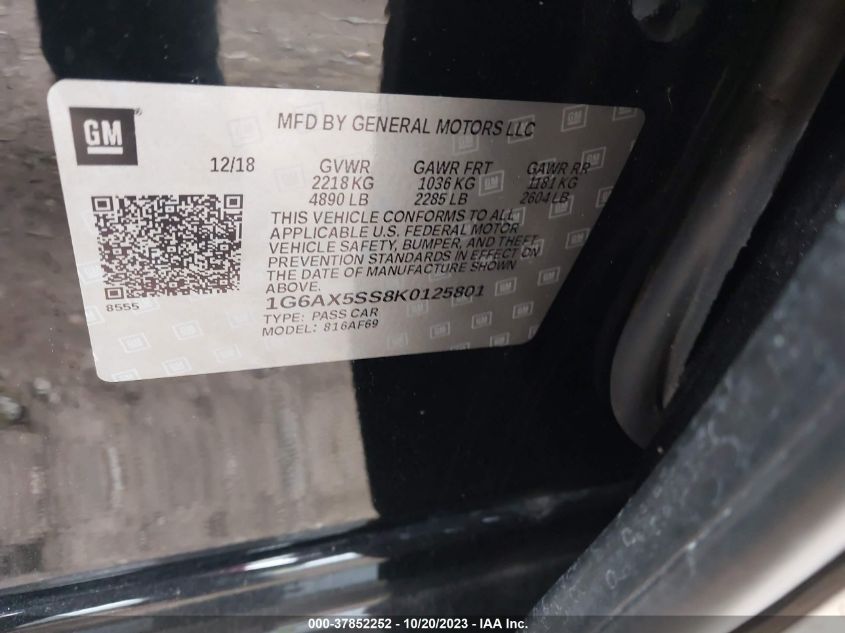 GM
MFD BY GENERAL MOTORS LLC
12/18 GVWR GAWR FRT GAWR RR
2218 KG 1036 KG 1181 KG
4890 LB 2285 LB 2604 LB
THIS VEHICLE CONFORMS TO ALL
APPLICABLE U.S. FEDERAL MOTOR
VEHICLE SAFETY, BUMPER, AND THEFT
PREVENTION STANDARDS IN EFFECT ON
THE DATE OF MANUFACTURE SHOWN
ABOVE.
8555
1G6AX5SS8K0125801
TYPE: PASS CAR
MODEL: 816AF69
000-37852252 - 10/20/2023 - IAA Inc.